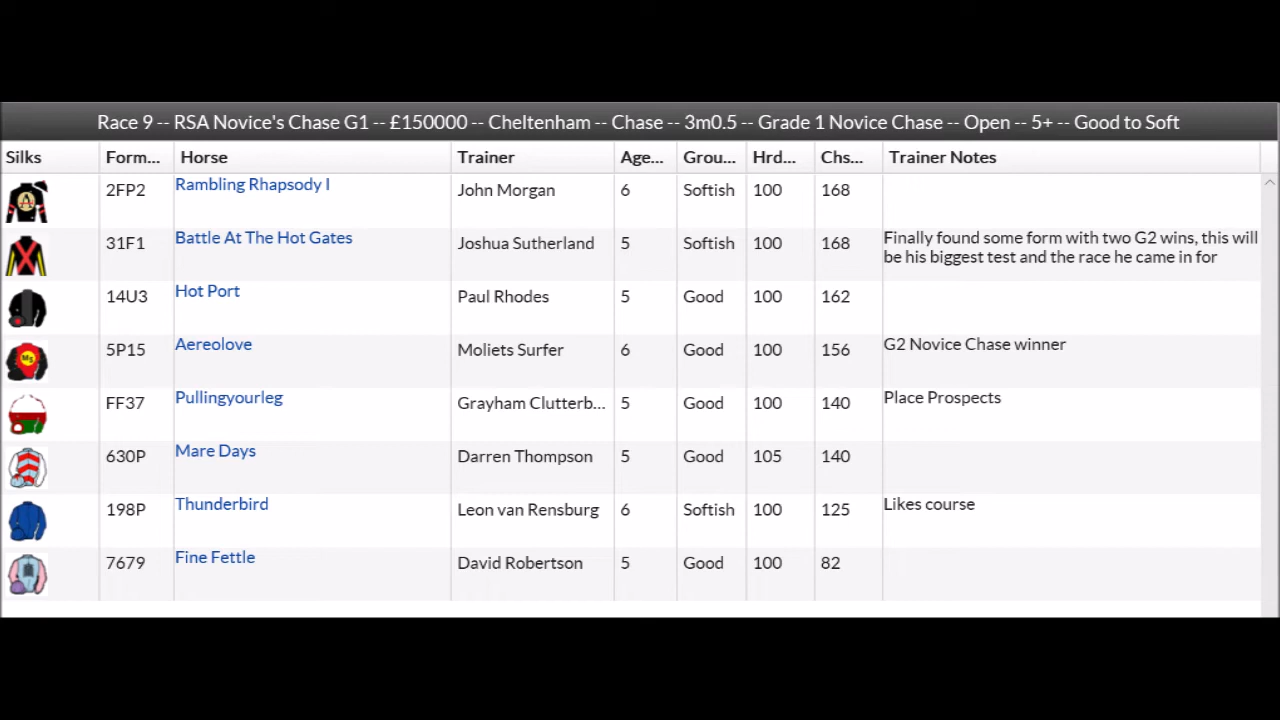 Race 9 -- RSA Novice's Chase G1 -- £150000 -- Cheltenham -- Chase -- 3m0.5 -- Grade 1 Novice Chase -- Open -- 5+ -- Good to Soft
Silks Form... Horse Trainer Age... Grou... Hrd... Chs... Trainer Notes
2FP2 Rambling Rhapsody I John Morgan 6 Softish 100 168
31F1 Battle At The Hot Gates Joshua Sutherland 5 Softish 100 168 Finally found some form with two G2 wins, this will
be his biggest test and the race he came in for
14U3 Hot Port Paul Rhodes 5 Good 100 162
5P15 Aereolove Moliets Surfer 6 Good 100 156 G2 Novice Chase winner
FF37 Pullingyourleg Grayham Clutterb... 5 Good 100 140 Place Prospects
630P Mare Days Darren Thompson 5 Good 105 140
198P Thunderbird Leon van Rensburg 6 Softish 100 125 Likes course
7679 Fine Fettle David Robertson 5 Good 100 82